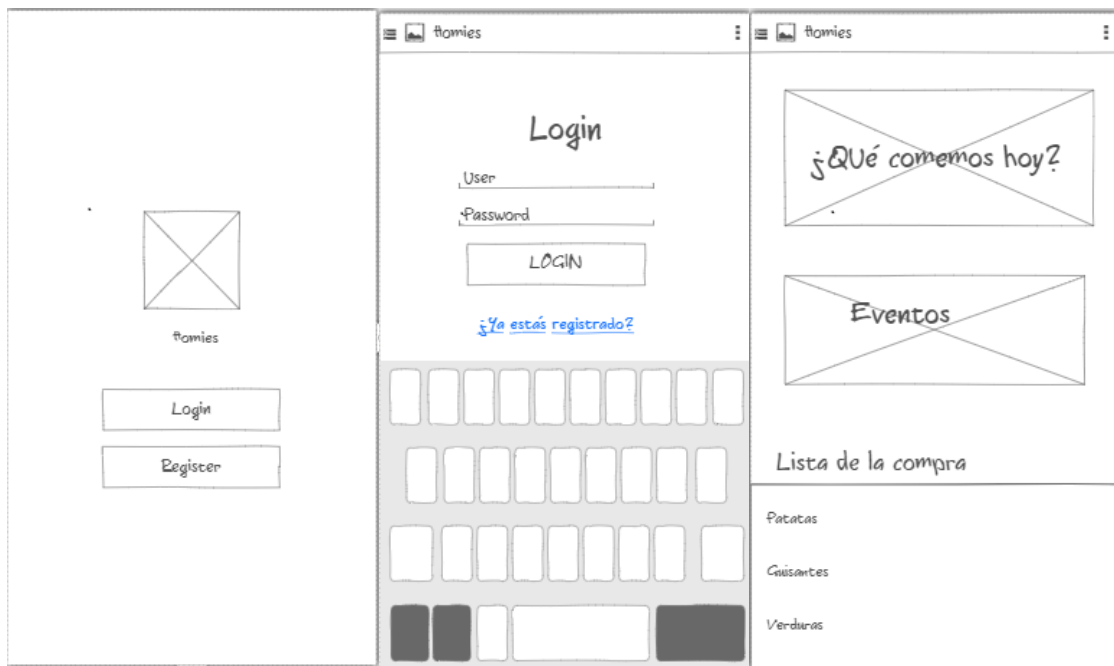 Homies
Login
Register
Homies
Login
User
Password
LOGIN
¿Ya estás registrado?
Homies
¿QUé comemos hoy?
Eventos
Lista de la compra
Patatas
Guisantes
Verduras